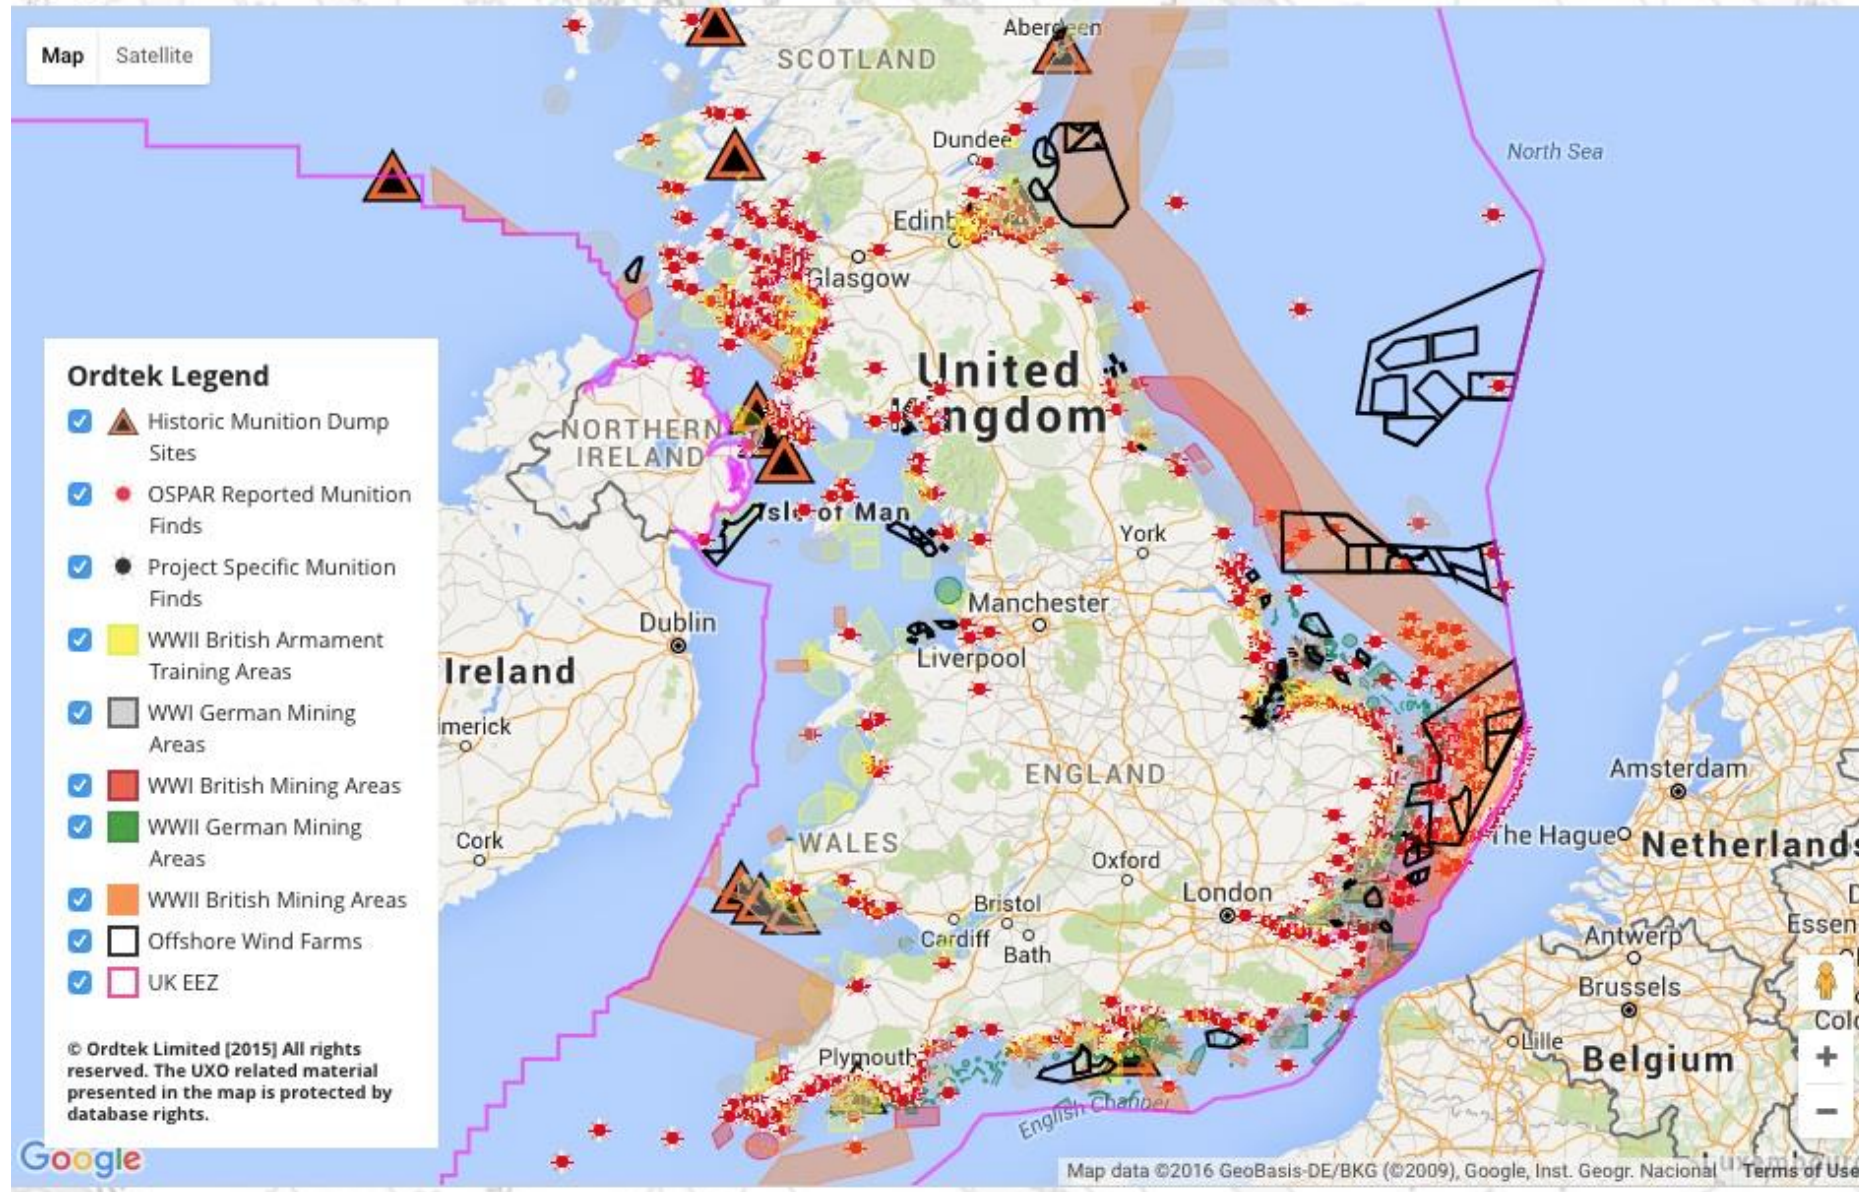 Map
Satellite
SCOTLAND
Aberdeen
North Sea
Dundee
Edinb
Glasgow
Ordtek Legend
Historic Munition Dump
Sites
OSPAR Reported Munition
Finds
Project Specific Munition
Finds
WWII British Armament
Training Areas
WWI German Mining
Areas
WWI British Mining Areas
WWII German Mining
Areas
WWII British Mining Areas
Offshore Wind Farms
UK EEZ
© Ordtek Limited [2015] All rights
reserved. The UXO related material
presented in the map is protected by
database rights.
United
Kingdom
NORTHERN
IRELAND
Isle of Man
York
Manchester
Dublin
Liverpool
Ireland
imerick
ENGLAND
Amsterdam
Cork
WALES
The Hague
Netherlands
Oxford
London
Bristol
Cardiff
Bath
Antwerp
Essen
Brussels
Colo
Plymouth
Lille
Belgium
English Channel
Google
Map data ©2016 GeoBasis-DE/BKG (©2009), Google, Inst. Geogr. Nacional
Terms of Use